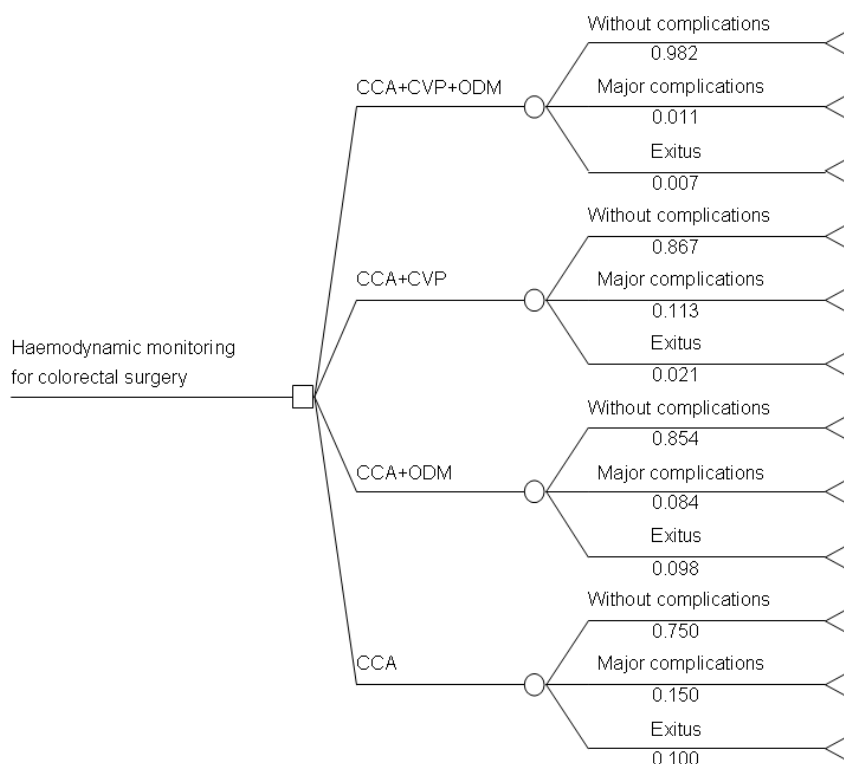 Without complications
0.982
CCA+CVP+ODM
Major complications
0.011
Exitus
0.007
Without complications
0.867
CCA+CVP
Major complications
0.113
Exitus
0.021
Haemodynamic monitoring
for colorectal surgery
Without complications
0.854
CCA+ODM
Major complications
0.084
Exitus
0.098
Without complications
0.750
CCA
Major complications
0.150
Exitus
0.100